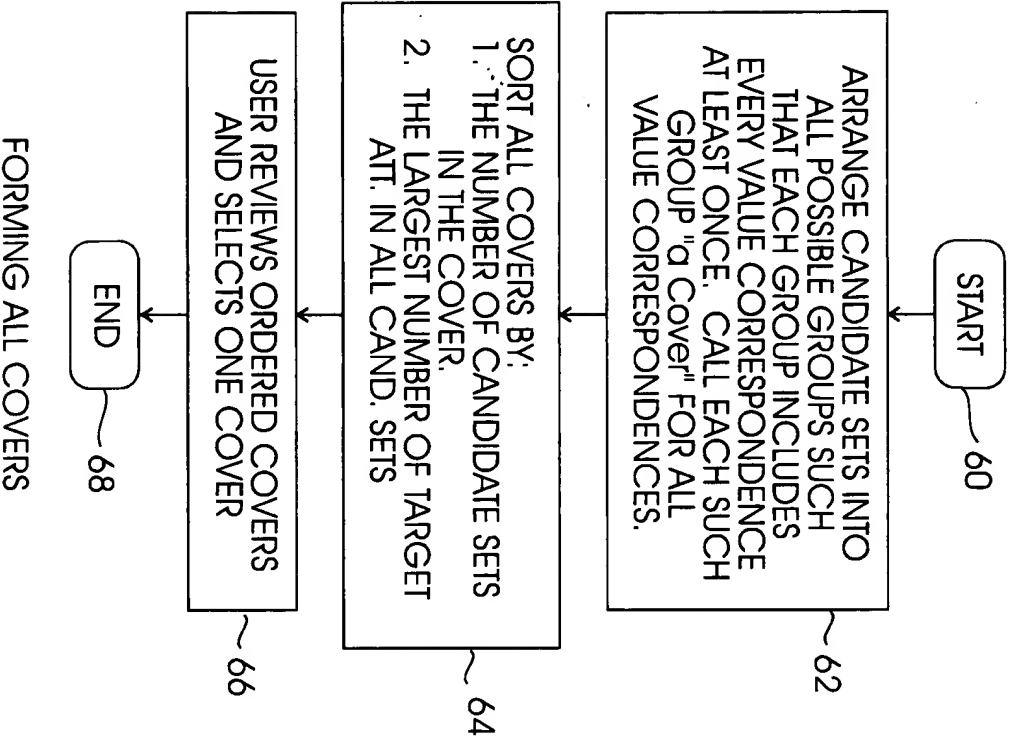 START
60
ARRANGE CANDIDATE SETS INTO
ALL POSSIBLE GROUPS SUCH
THAT EACH GROUP INCLUDES
EVERY VALUE CORRESPONDENCE
AT LEAST ONCE. CALL EACH SUCH
GROUP "a Cover" FOR ALL
VALUE CORRESPONDENCES.
62
SORT ALL COVERS BY:
1. THE NUMBER OF CANDIDATE SETS
IN THE COVER.
2. THE LARGEST NUMBER OF TARGET
ATT. IN ALL CAND. SETS
64
USER REVIEWS ORDERED COVERS
AND SELECTS ONE COVER
66
END
68
FORMING ALL COVERS